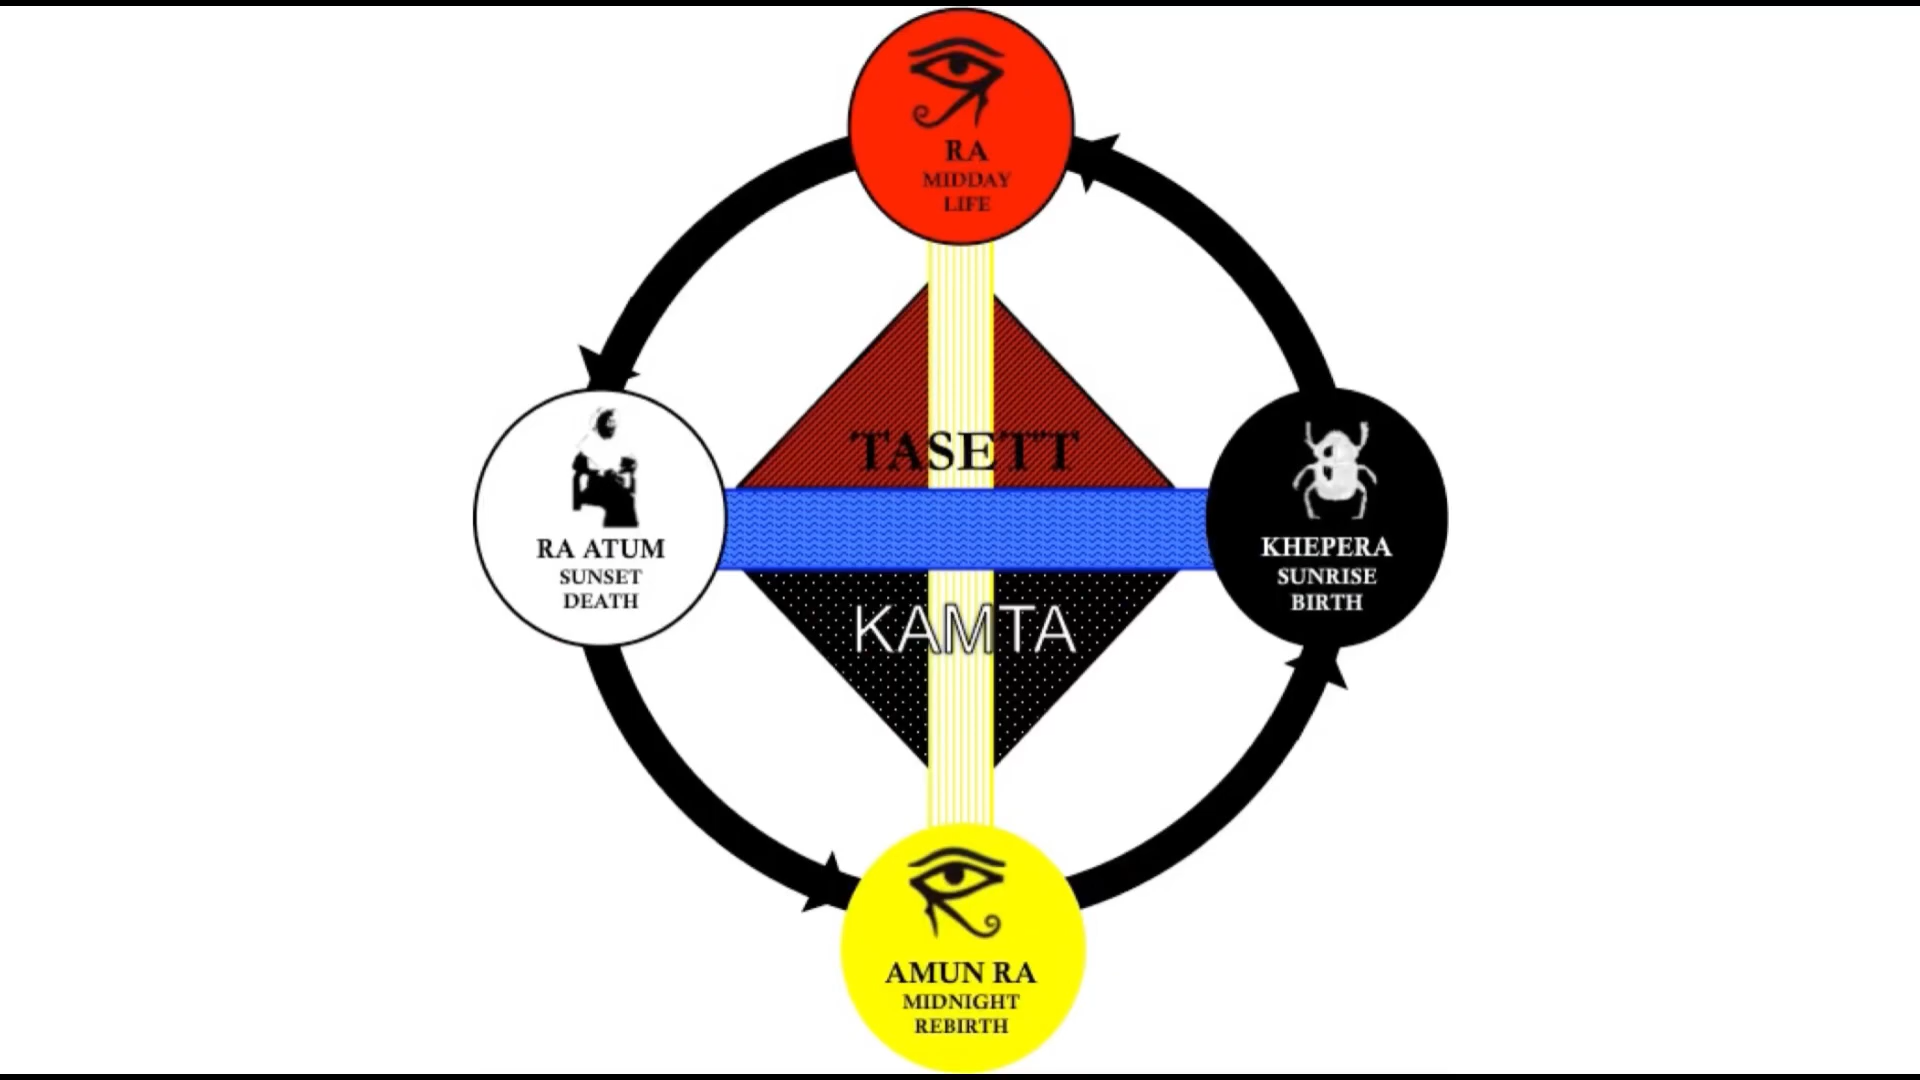 RA
MIDDAY
LIFE
TASETT
RA ATUM
SUNSET
DEATH
KHEPERA
SUNRISE
BIRTH
KAMTA
AMUN RA
MIDNIGHT
REBIRTH